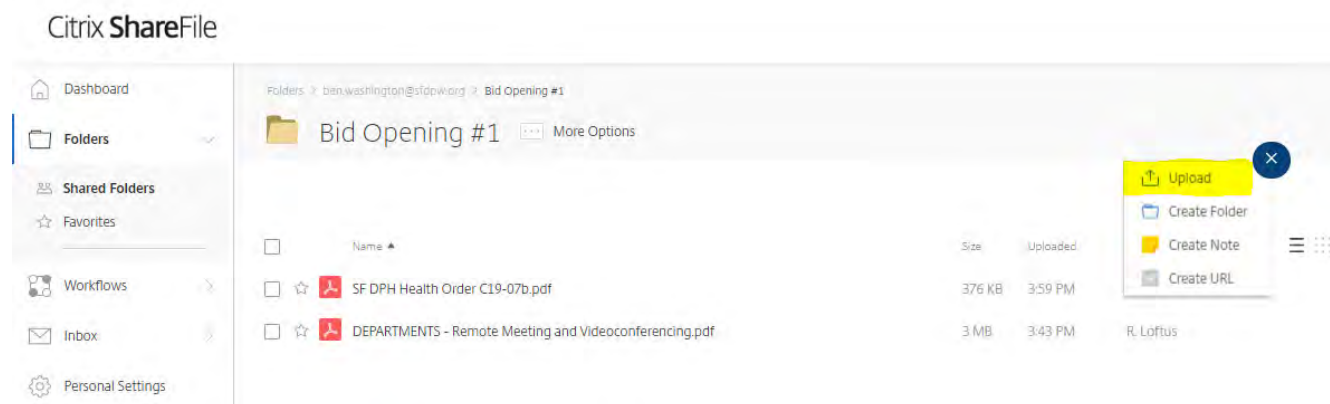 Citrix ShareFile
Dashboard
Folders
Shared Folders
Favorites
Workflows
Inbox
Personal Settings
Folders > ben.washington@sfdpw.org > Bid Opening #1
Bid Opening #1 More Options
Upload
Create Folder
Create Note
Create URL
Name Size Uploaded
SF DPH Health Order C19-07b.pdf 376 KB 3:59 PM
DEPARTMENTS - Remote Meeting and Videoconferencing.pdf 3 MB 3:43 PM R. Loftus